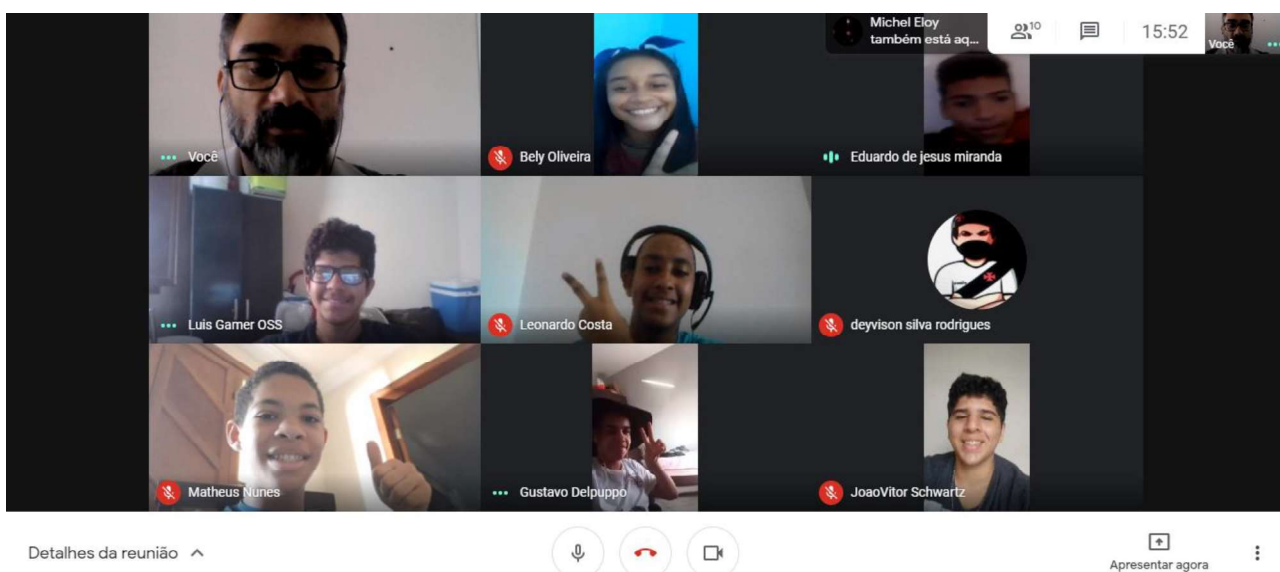 Michel Eloy
também está aq...
10
15:52
Você
Você
Bely Oliveira
Eduardo de jesus miranda
Luis Gamer OSS
Leonardo Costa
deyvison silva rodrigues
Matheus Nunes
Gustavo Delpuppo
JoaoVitor Schwartz
Detalhes da reunião
Apresentar agora